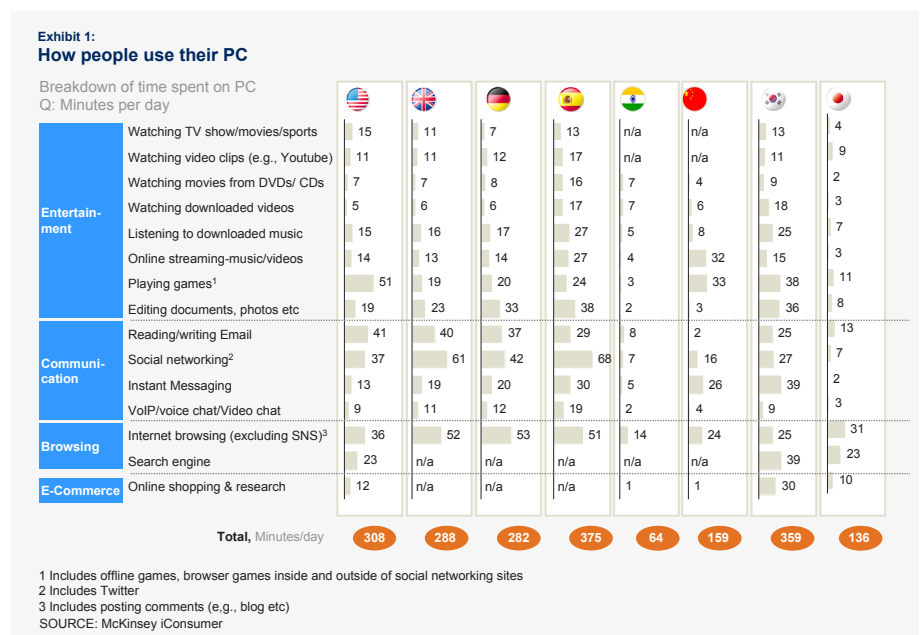 Exhibit 1:
How people use their PC
Breakdown of time spent on PC
Q: Minutes per day
Entertain-
ment
Watching TV show/movies/sports 15 11 7 13 n/a n/a 13 4
Watching video clips (e.g., Youtube) 11 11 12 17 n/a n/a 11 9
Watching movies from DVDs/ CDs 7 7 8 16 7 4 9 2
Watching downloaded videos 5 6 6 17 7 6 18 3
Listening to downloaded music 15 16 17 27 5 8 25 7
Online streaming-music/videos 14 13 14 27 4 32 15 3
Playing games1 51 19 20 24 3 33 38 11
Editing documents, photos etc 19 23 33 38 2 3 36 8
Communi-
cation
Reading/writing Email 41 40 37 29 8 2 25 13
Social networking2 37 61 42 68 7 16 27 7
Instant Messaging 13 19 20 30 5 26 39 2
VoIP/voice chat/Video chat 9 11 12 19 2 4 9 3
Browsing
Internet browsing (excluding SNS)3 36 52 53 51 14 24 25 31
Search engine 23 n/a n/a n/a n/a n/a 39 23
E-Commerce
Online shopping & research 12 n/a n/a n/a 1 1 30 10
Total, Minutes/day 308 288 282 375 64 159 359 136
1 Includes offline games, browser games inside and outside of social networking sites
2 Includes Twitter
3 Includes posting comments (e,g., blog etc)
SOURCE: McKinsey iConsumer